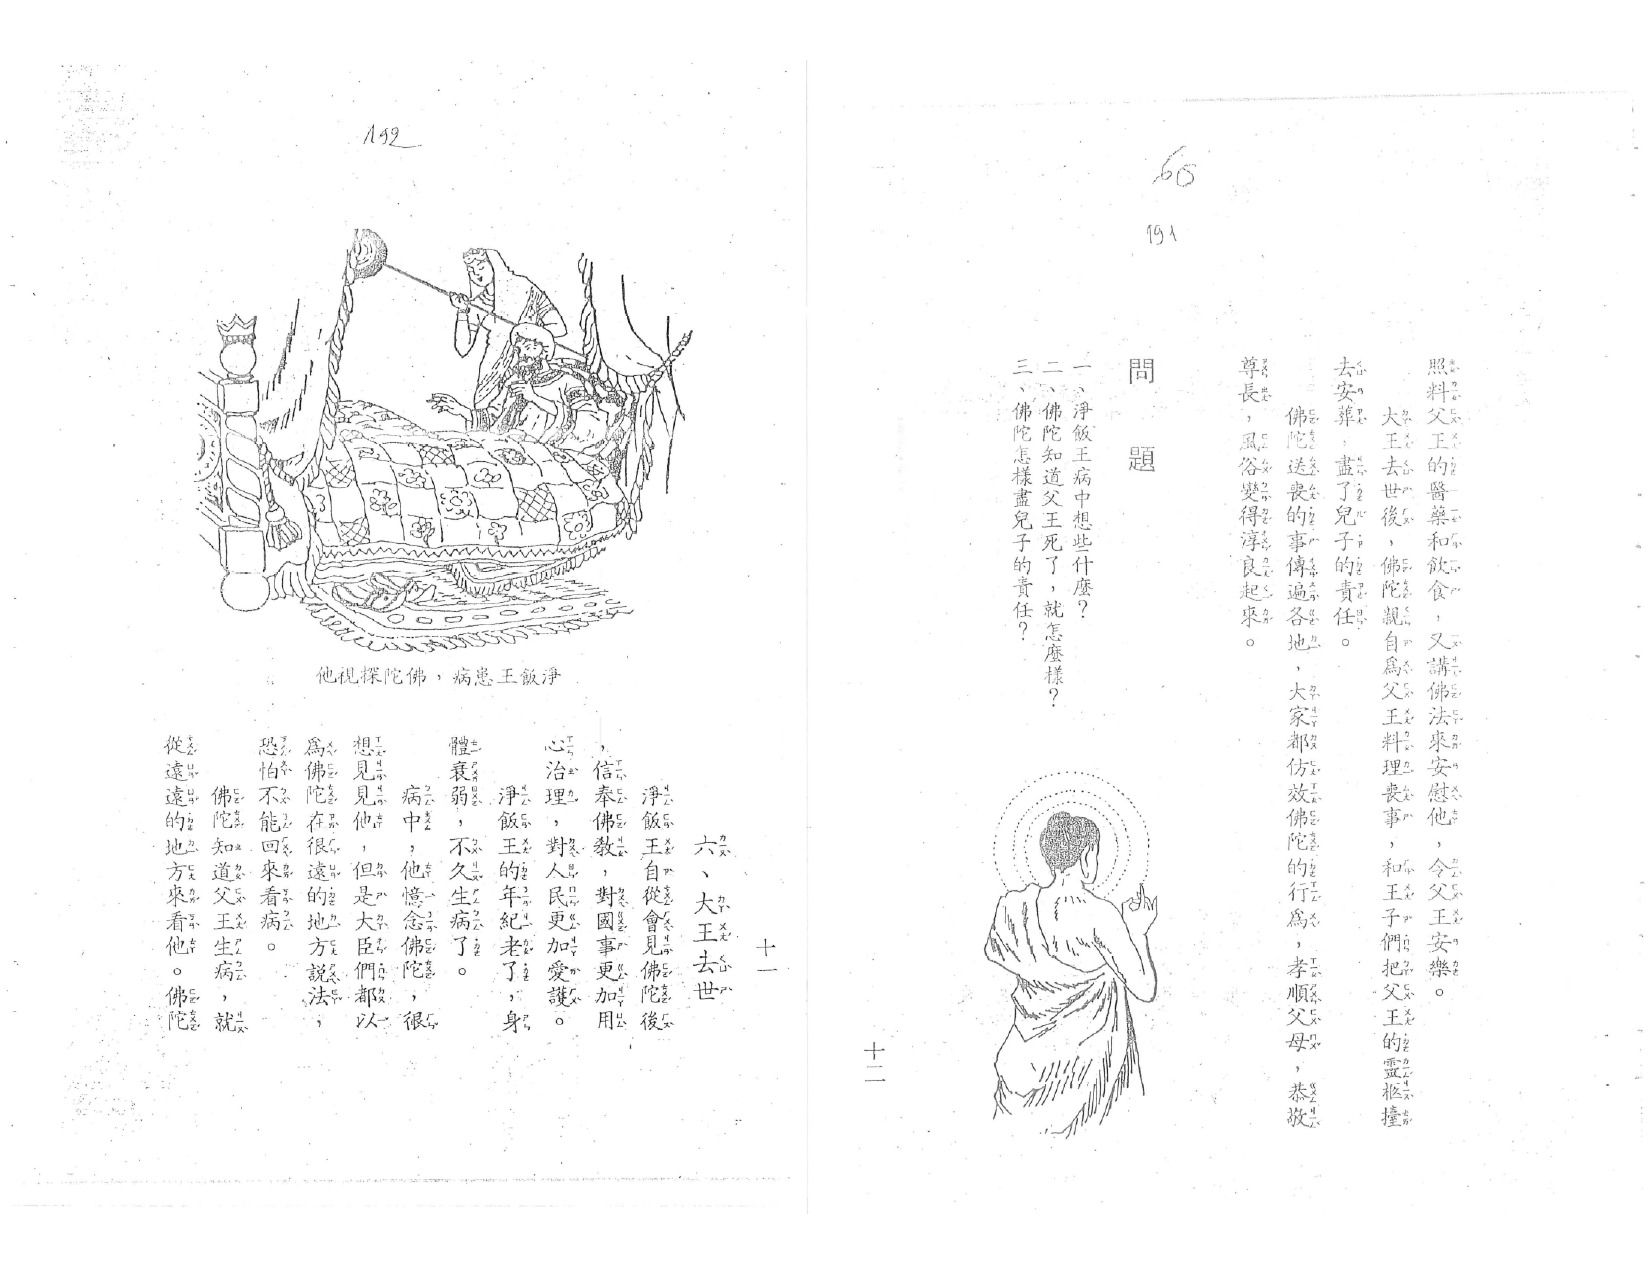 192
淨飯王患病，佛陀探視他
六、大王去世
淨飯王自從會見佛陀後
，信奉佛教，對國事更加用
心治理，對人民更加愛護。
淨飯王的年紀老了，身
體衰弱，不久生病了。
病中，他憶念佛陀，很
想見見他，但是大臣們都以
為佛陀在很遠的地方說法，
恐怕不能回來看病。
佛陀知道父王生病，就
從遠遠的地方來看他。佛陀
十一
60
191
照料父王的醫藥和飲食，又講佛法來安慰他，令父王安樂。
大王去世後，佛陀親自為父王料理喪事，和王子們把父王的靈柩擡
去安葬，盡了兒子的責任。
佛陀送喪的事傳遍各地，大家都仿效佛陀的行為，孝順父母，恭敬
尊長，風俗變得淳良起來。
問題
一、淨飯王病中想些什麼？
二、佛陀知道父王死了，就怎麼樣？
三、佛陀怎樣盡兒子的責任？
十二